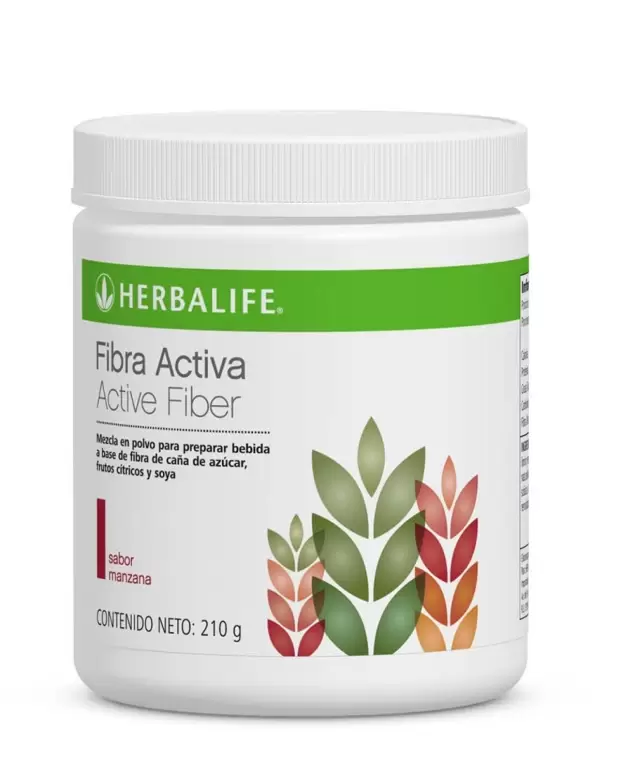 HERBALIFE®
Fibra Activa
Active Fiber
Mezcla en polvo para preparar bebida
a base de fibra de caña de azúcar,
frutos cítricos y soya
sabor
manzana
CONTENIDO NETO: 210 g